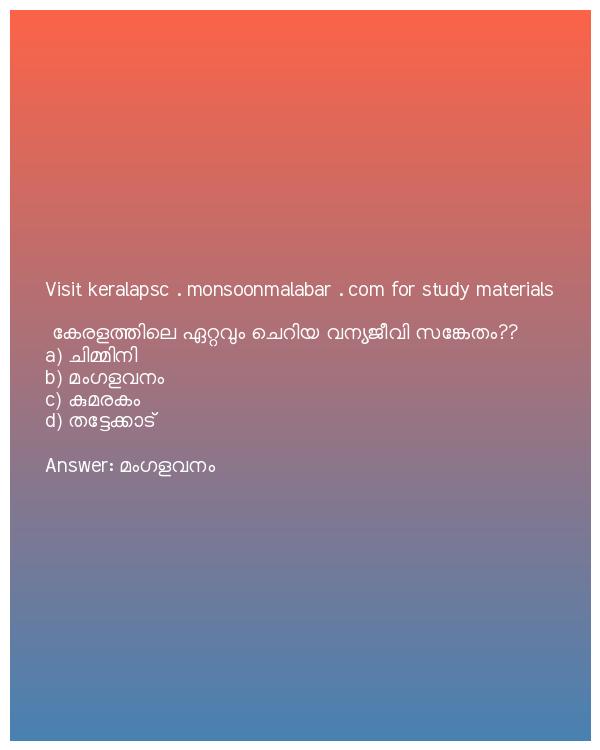 Visit keralapsc . monsoonmalabar . com for study materials
കേരളത്തിലെ ഏറ്റവും ചെറിയ വന്യജീവി സങ്കേതം??
a) ചിമ്മിനി
b) മംഗളവനം
c) കുമരകം
d) തട്ടേക്കാട്
Answer: മംഗളവനം